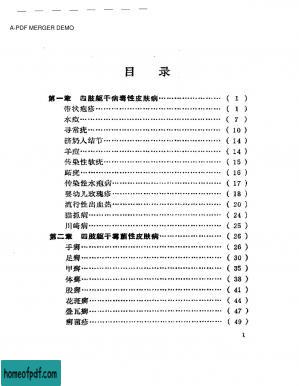 A-PDF MERGER DEMO
目 录
第一章 四肢躯干病毒性皮肤病……………………( 1 )
带状疱疹……………………………………( 1 )
水痘…………………………………………( 7 )
寻常疣………………………………………(10)
挤奶人结节…………………………………(14)
羊痘…………………………………………(14)
传染性软疣…………………………………(15)
跖疣…………………………………………(16)
传染性水疱病………………………………(17)
婴幼儿玫瑰疹………………………………(18)
流行性出血热………………………………(20)
猫抓病………………………………………(24)
川崎病………………………………………(25)
第二章 四肢躯干霉菌性皮肤病……………………(26)
手癣…………………………………………(26)
足癣…………………………………………(30)
甲癣…………………………………………(35)
体癣…………………………………………(38)
股癣…………………………………………(41)
花斑癣………………………………………(44)
叠瓦癣………………………………………(47)
癣菌疹………………………………………(49)
1
homeofpdf.com
homeofpdf.com